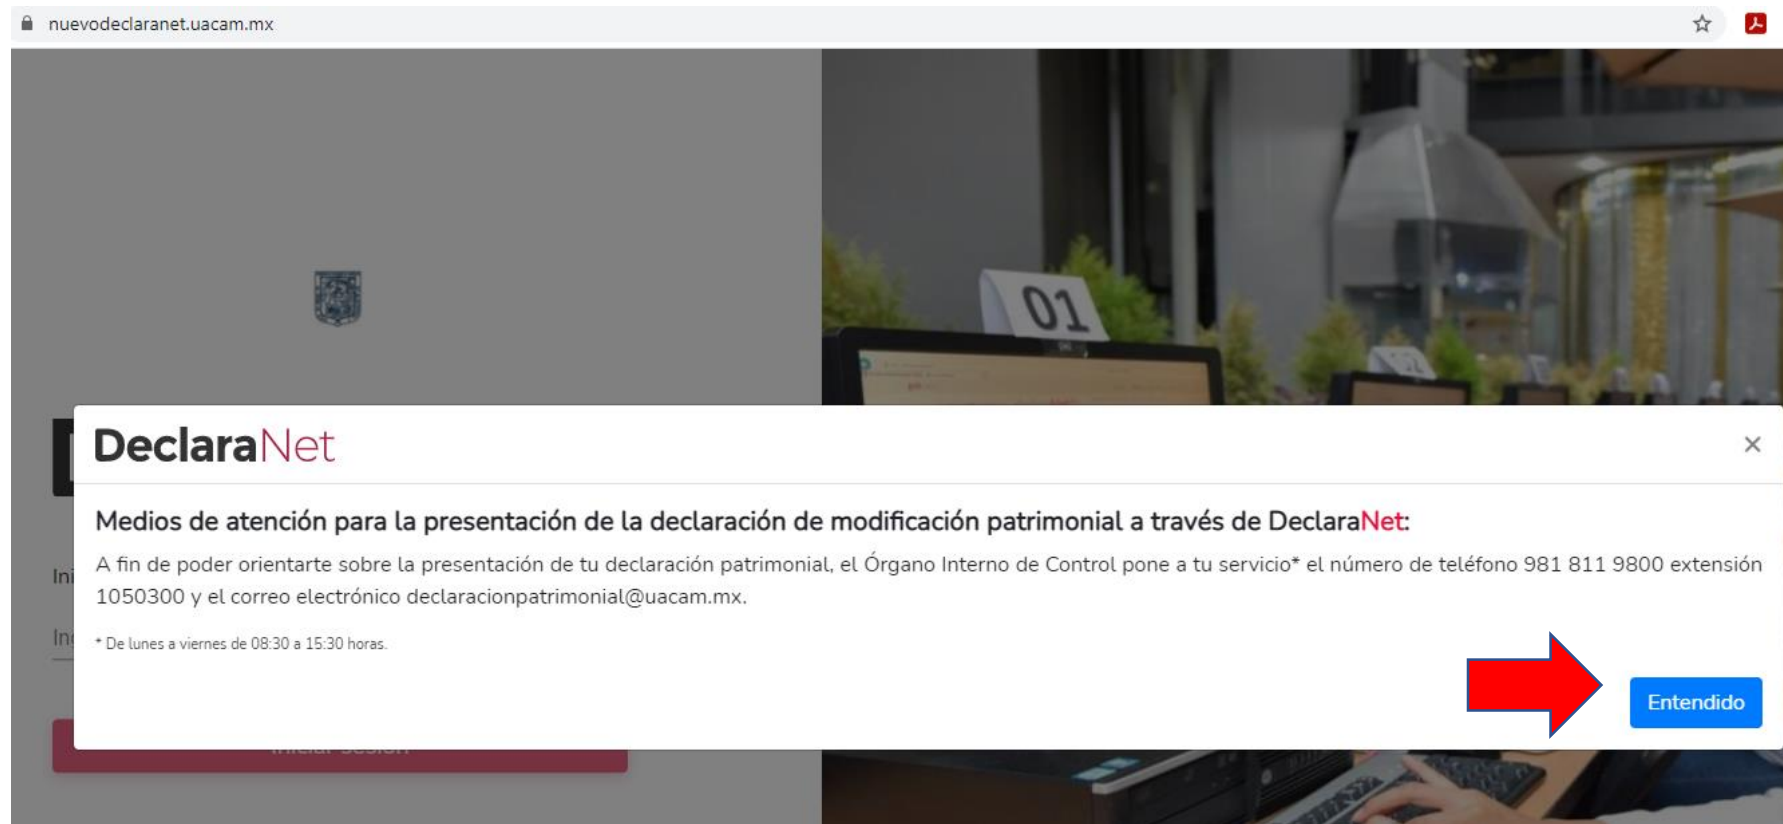 nuevodeclaranet.uacam.mx
01
DeclaraNet
×
Medios de atención para la presentación de la declaración de modificación patrimonial a través de DeclaraNet:
A fin de poder orientarte sobre la presentación de tu declaración patrimonial, el Órgano Interno de Control pone a tu servicio* el número de teléfono 981 811 9800 extensión
1050300 y el correo electrónico declaracionpatrimonial@uacam.mx.
* De lunes a viernes de 08:30 a 15:30 horas.
Entendido
Iniciar sesión